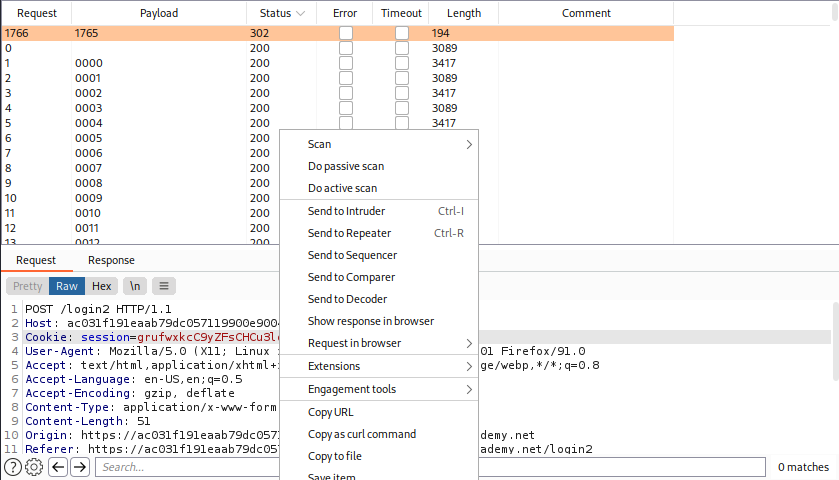 Request Payload Status Error Timeout Length Comment
1766 1765 302 194
0 200 3089
1 0000 200 3417
2 0001 200 3089
3 0002 200 3417
4 0003 200 3089
5 0004 200 3417
6 0005 200
7 0006 200
8 0007 200
9 0008 200
10 0009 200
11 0010 200
12 0011 200
13 0012 200
Scan
Do passive scan
Do active scan
Send to Intruder Ctrl-I
Send to Repeater Ctrl-R
Send to Sequencer
Send to Comparer
Send to Decoder
Show response in browser
Request in browser
Extensions
Engagement tools
Copy URL
Copy as curl command
Copy to file
Save item
Request Response
Pretty Raw Hex \n
1 POST /login2 HTTP/1.1
2 Host: ac031f191eaab79dc057119900e900
3 Cookie: session=grufwxkcC9yZFsCHCu3l
4 User-Agent: Mozilla/5.0 (X11; Linux 01 Firefox/91.0
5 Accept: text/html,application/xhtml+ ge/webp,*/*;q=0.8
6 Accept-Language: en-US,en;q=0.5
7 Accept-Encoding: gzip, deflate
8 Content-Type: application/x-www-form
9 Content-Length: 51
10 Origin: https://ac031f191eaab79dc057 demy.net
11 Referer: https://ac031f191eaab79dc05 ademy.net/login2
Search... 0 matches